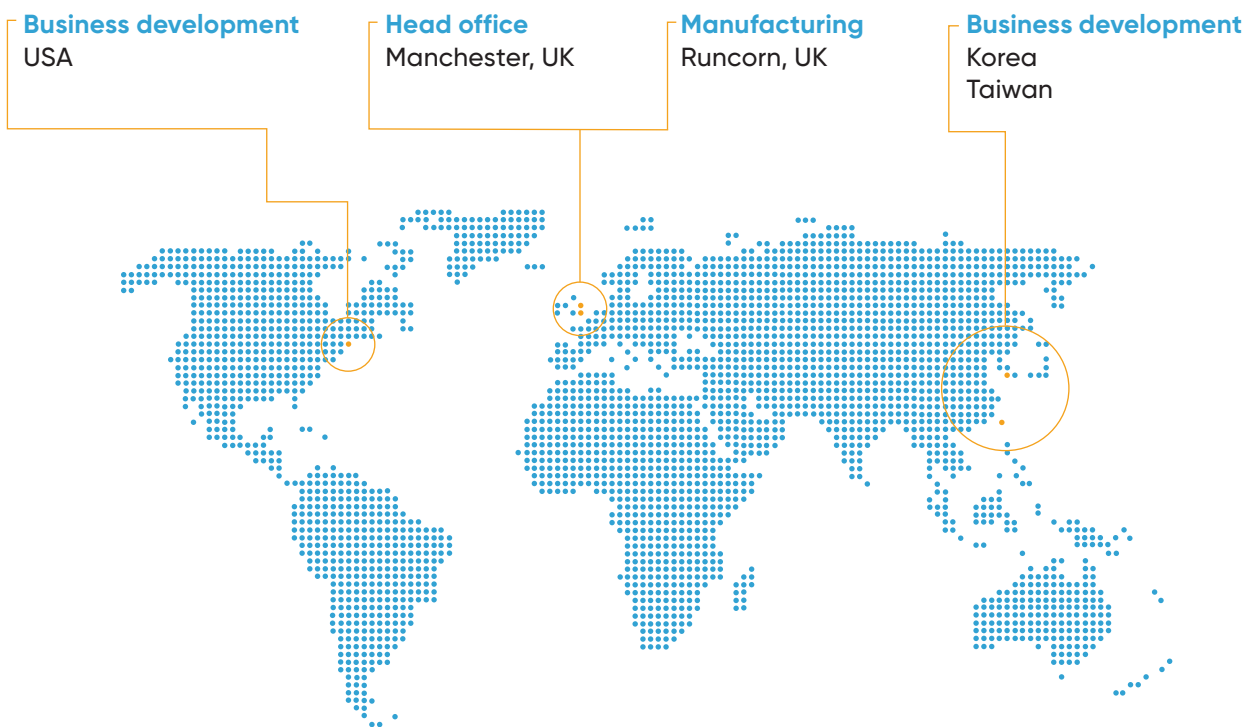 Business development
USA
Head office
Manchester, UK
Manufacturing
Runcorn, UK
Business development
Korea
Taiwan